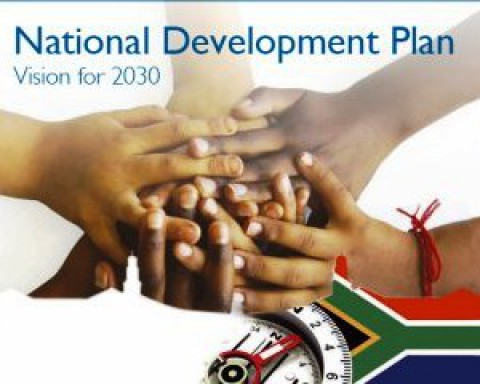 National Development Plan
Vision for 2030